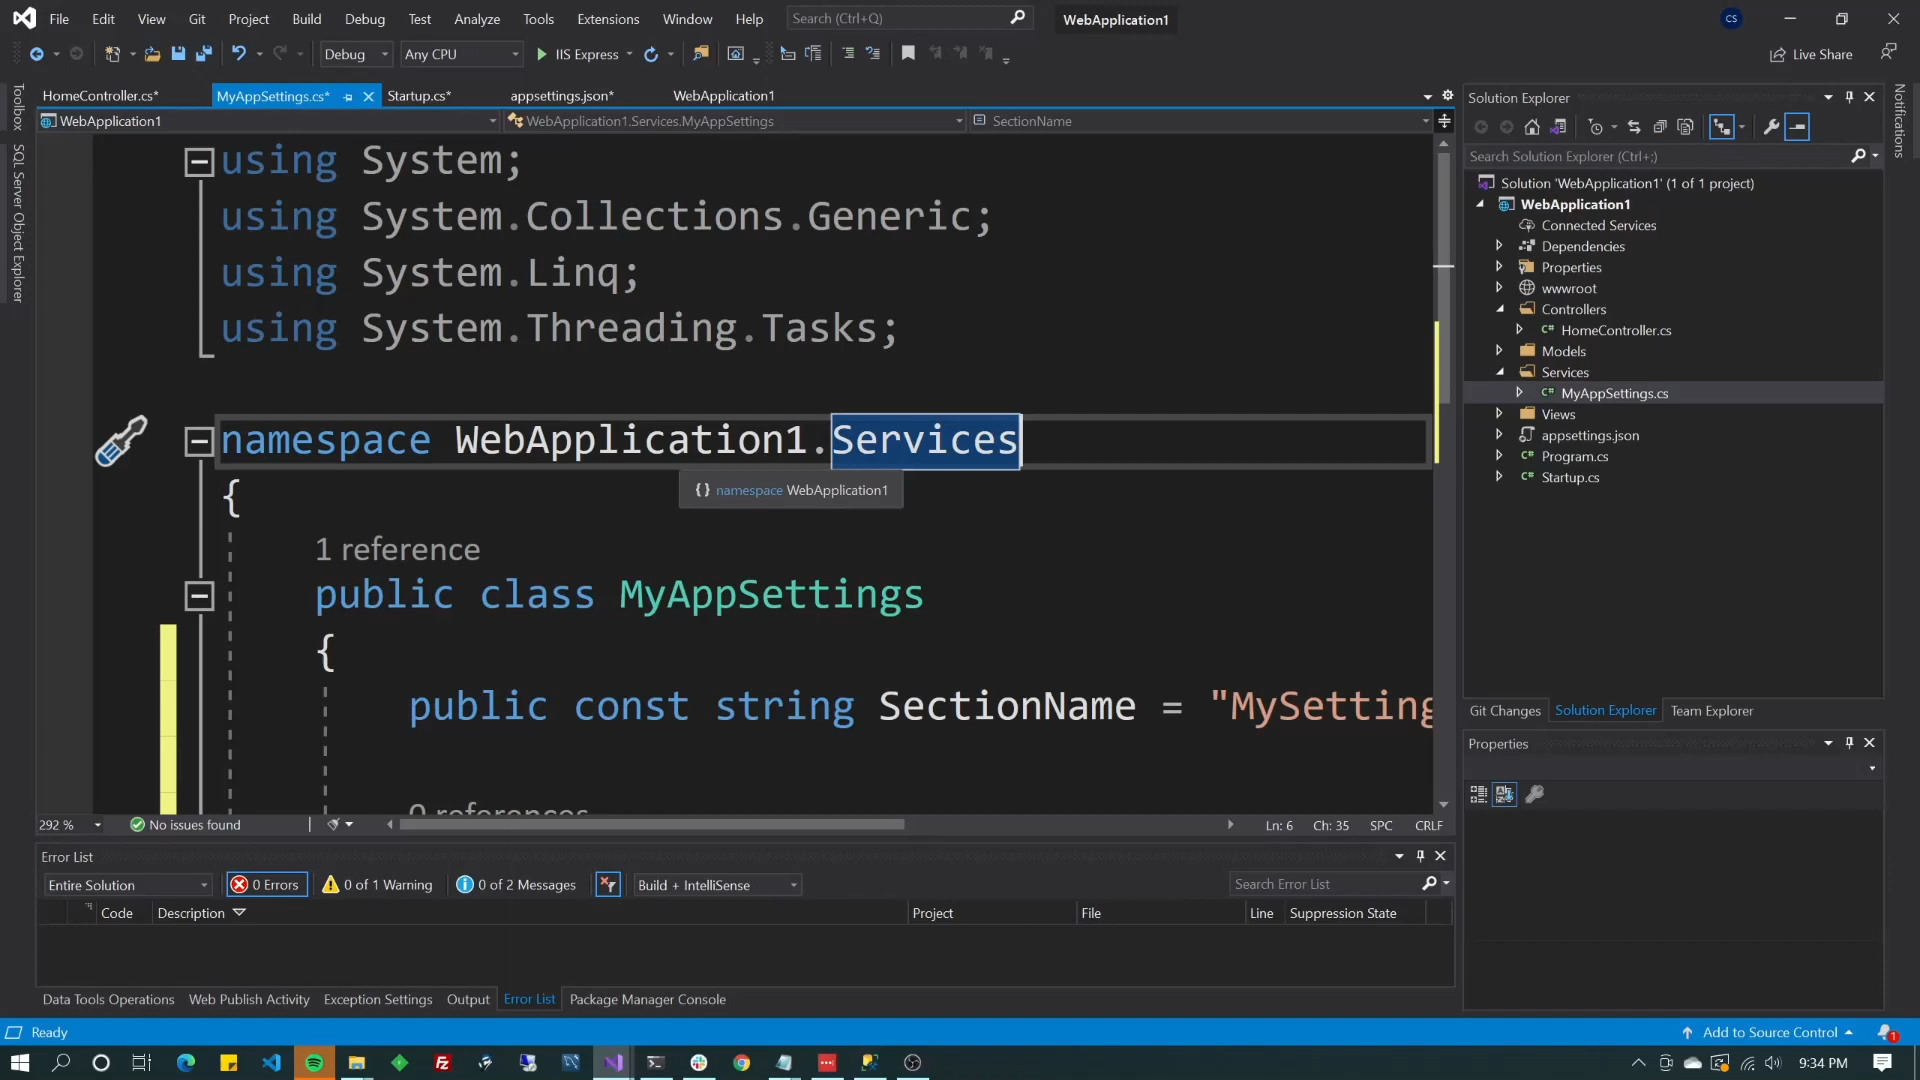 File Edit View Git Project Build Debug Test Analyze Tools Extensions Window Help Search (Ctrl+Q) WebApplication1 CS
Debug Any CPU IIS Express Live Share
HomeController.cs* MyAppSettings.cs* Startup.cs* appsettings.json* WebApplication1
WebApplication1 WebApplication1.Services.MyAppSettings SectionName
Toolbox
SQL Server Object Explorer
using System;
using System.Collections.Generic;
using System.Linq;
using System.Threading.Tasks;
namespace WebApplication1.Services
{} namespace WebApplication1
{
1 reference
public class MyAppSettings
{
public const string SectionName = "MySetting
0 references
292 % No issues found Ln: 6 Ch: 35 SPC CRLF
Error List
Entire Solution 0 Errors 0 of 1 Warning 0 of 2 Messages Build + IntelliSense Search Error List
Code Description Project File Line Suppression State
Data Tools Operations Web Publish Activity Exception Settings Output Error List Package Manager Console
Solution Explorer
Search Solution Explorer (Ctrl+;)
Solution 'WebApplication1' (1 of 1 project)
WebApplication1
Connected Services
Dependencies
Properties
wwwroot
Controllers
C# HomeController.cs
Models
Services
C# MyAppSettings.cs
Views
appsettings.json
C# Program.cs
C# Startup.cs
Git Changes Solution Explorer Team Explorer
Properties
Notifications
Ready Add to Source Control 1
9:34 PM